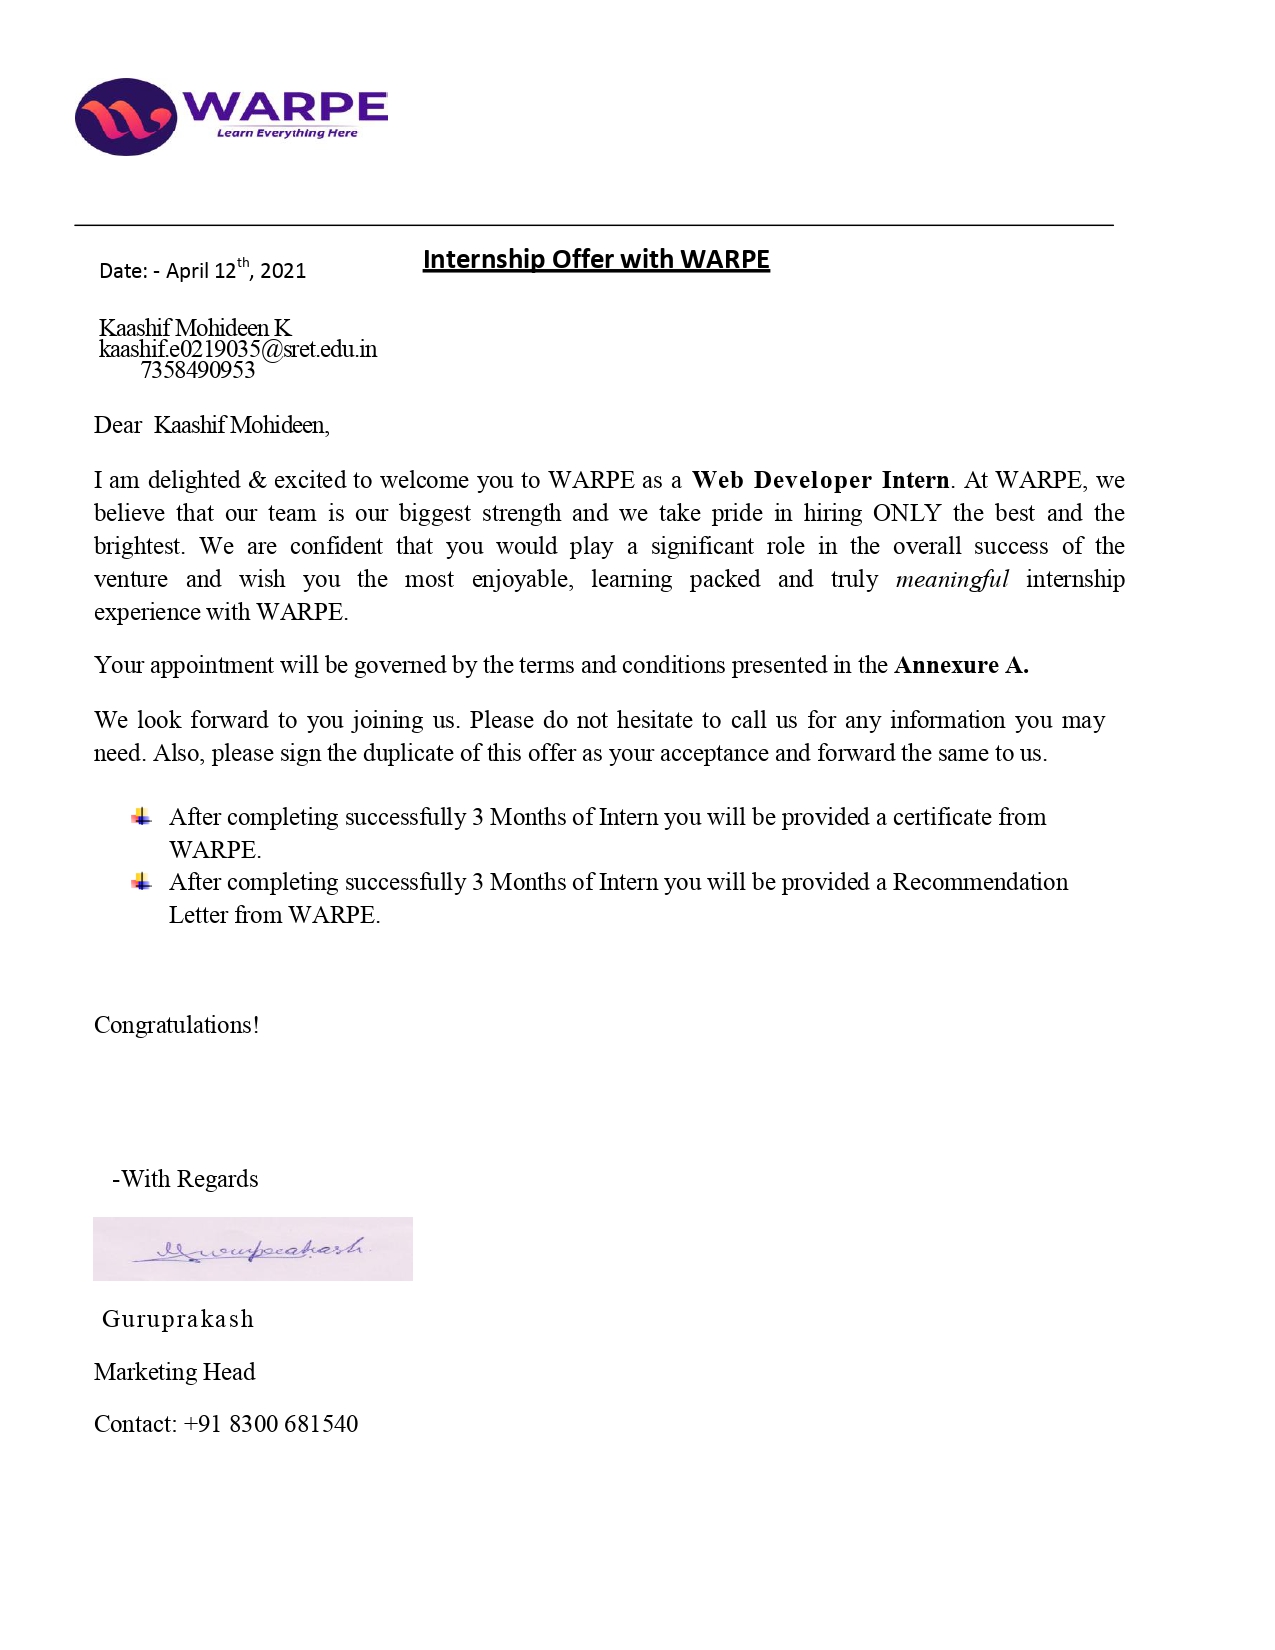 WARPE
Learn Everything Here
Internship Offer with WARPE
Date: - April 12th, 2021
Kaashif Mohideen K
kaashif.e0219035@sret.edu.in
7358490953
Dear Kaashif Mohideen,
I am delighted & excited to welcome you to WARPE as a Web Developer Intern. At WARPE, we
believe that our team is our biggest strength and we take pride in hiring ONLY the best and the
brightest. We are confident that you would play a significant role in the overall success of the
venture and wish you the most enjoyable, learning packed and truly meaningful internship
experience with WARPE.
Your appointment will be governed by the terms and conditions presented in the Annexure A.
We look forward to you joining us. Please do not hesitate to call us for any information you may
need. Also, please sign the duplicate of this offer as your acceptance and forward the same to us.
After completing successfully 3 Months of Intern you will be provided a certificate from
WARPE.
After completing successfully 3 Months of Intern you will be provided a Recommendation
Letter from WARPE.
Congratulations!
-With Regards
Guruprakash
Marketing Head
Contact: +91 8300 681540